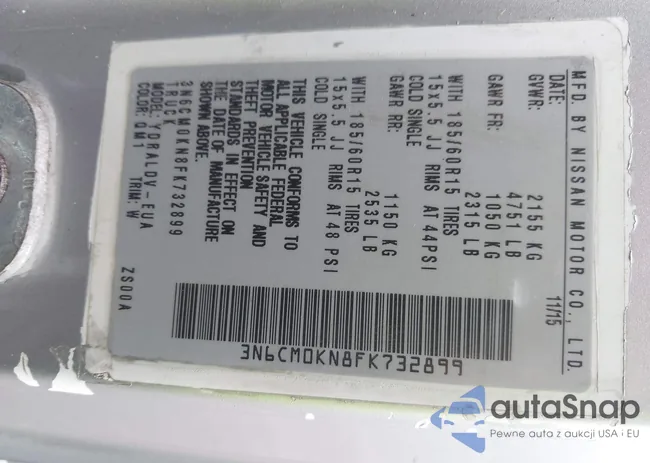 MFD. BY NISSAN MOTOR CO., LTD.
DATE: 11/15
GVWR: 2155 KG
4751 LB
GAWR FR: 1050 KG
2315 LB
WITH 185/60R15 TIRES
15x5.5 JJ RIMS AT 44PSI
COLD SINGLE
GAWR RR: 1150 KG
2535 LB
WITH 185/60R15 TIRES
15x5.5 JJ RIMS AT 48 PSI
COLD SINGLE
THIS VEHICLE CONFORMS TO
ALL APPLICABLE FEDERAL
MOTOR VEHICLE SAFETY AND
THEFT PREVENTION
STANDARDS IN EFFECT ON
THE DATE OF MANUFACTURE
SHOWN ABOVE.
3N6CM0KN8FK732899
TRUCK
MODEL: YDRALDV-EUA
COLOR: QM1 TRIM: W
ZS00A
3N6CM0KN8FK732899
autaSnap
Pewne auta z aukcji USA i EU